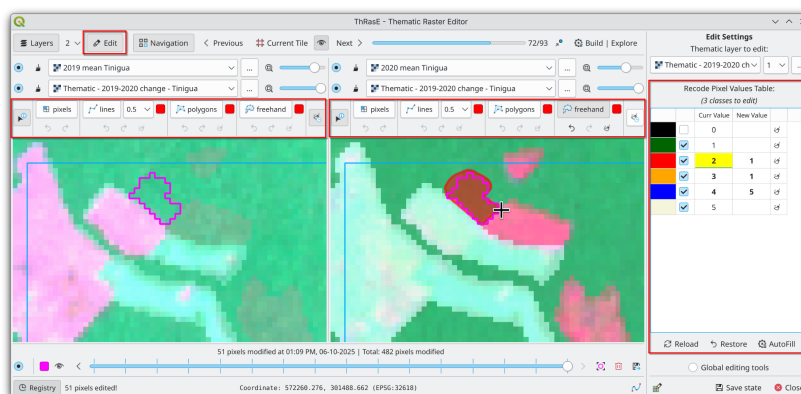 ThRasE - Thematic Raster Editor
Layers 2 Edit Navigation Previous Current Tile Next 72/93 Build | Explore
2019 mean Tinigua ... 2020 mean Tinigua ...
Thematic - 2019-2020 change - Tinigua ... Thematic - 2019-2020 change - Tinigua ...
pixels lines 0.5 polygons freehand pixels lines 0.5 polygons freehand
51 pixels modified at 01:09 PM, 06-10-2025 | Total: 482 pixels modified
Registry 51 pixels edited! Coordinate: 572260.276, 301488.662 (EPSG:32618)
Edit Settings
Thematic layer to edit:
Thematic - 2019-2020 ch 1 ...
Recode Pixel Values Table:
(3 classes to edit)
Curr Value New Value
0
1
2 1
3 1
4 5
5
Reload Restore AutoFill
Global editing tools
Save state Close